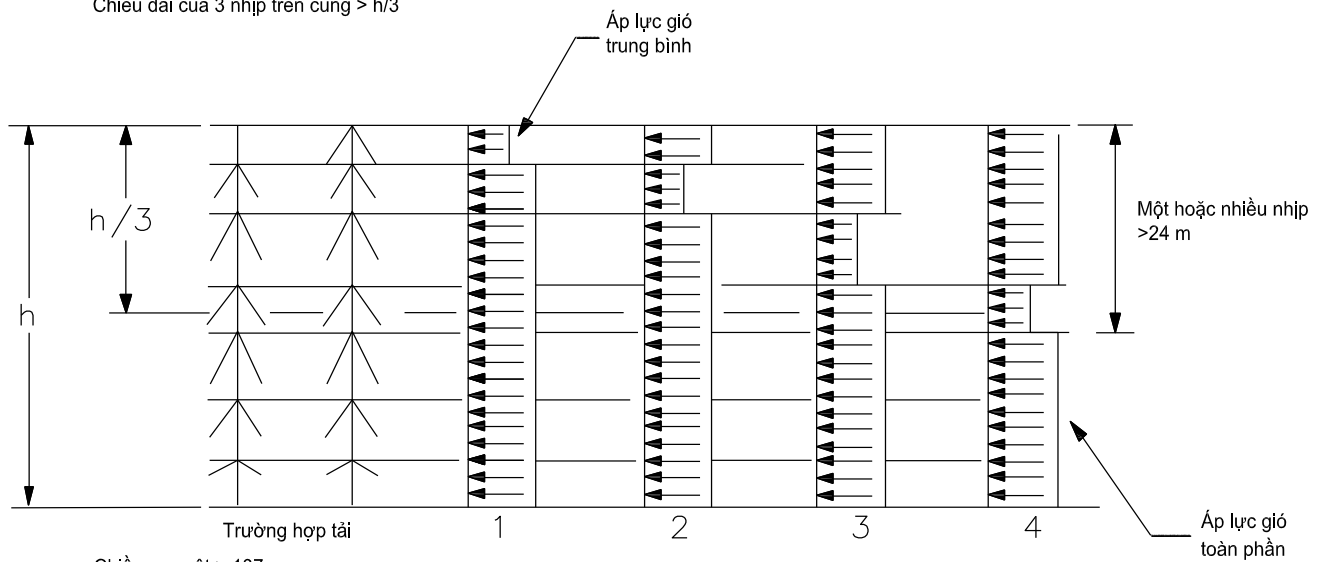 Chiều dài của 3 nhịp trên cùng > h/3
Áp lực gió
trung bình
h/3
h
Một hoặc nhiều nhịp
>24 m
Trường hợp tải
1
2
3
4
Áp lực gió
toàn phần